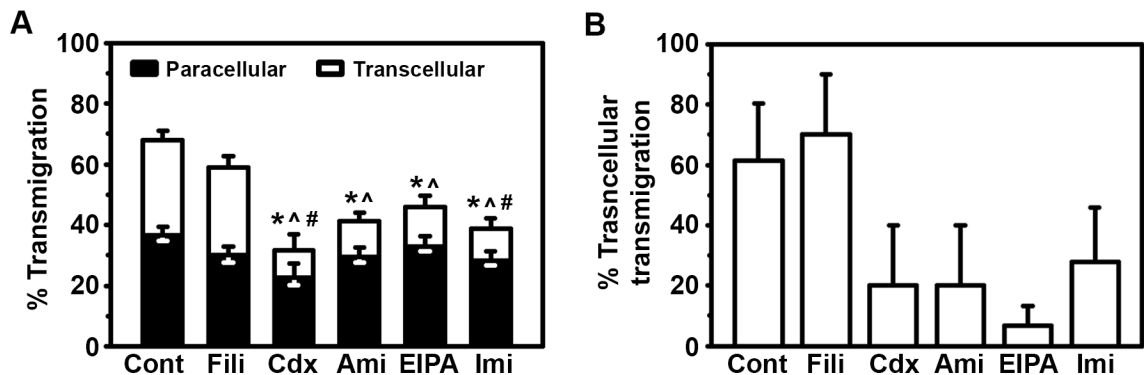 A
100
80
60
40
20
0
% Transmigration
Paracellular Transcellular
* ^ #
* ^
* ^
* ^ #
Cont Fili Cdx Ami EIPA Imi
B
100
80
60
40
20
0
% Trasncellular
transmigration
Cont Fili Cdx Ami EIPA Imi